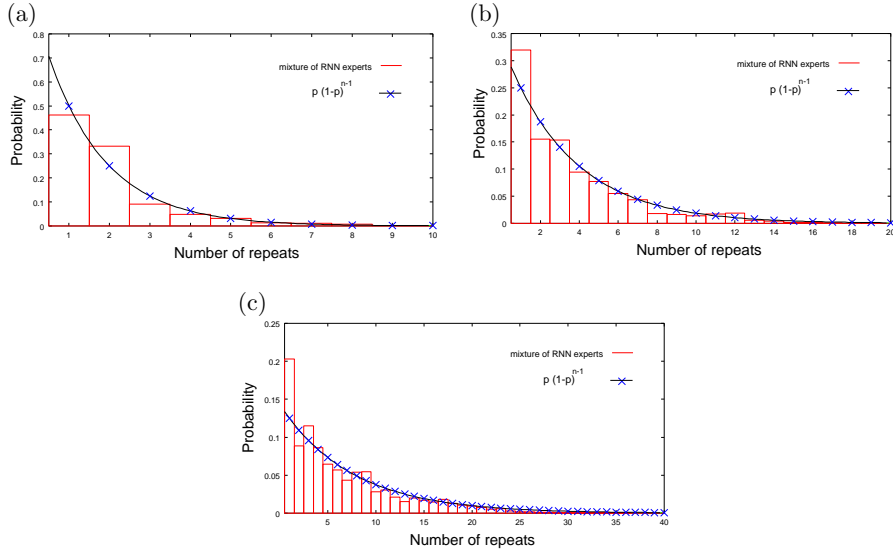 (a)
0.8
0.7
0.6
0.5
0.4
0.3
0.2
0.1
0
Probability
mixture of RNN experts
p (1-p)^{n-1}
1 2 3 4 5 6 7 8 9 10
Number of repeats
(b)
0.35
0.3
0.25
0.2
0.15
0.1
0.05
0
Probability
mixture of RNN experts
p (1-p)^{n-1}
2 4 6 8 10 12 14 16 18 20
Number of repeats
(c)
0.25
0.2
0.15
0.1
0.05
0
Probability
mixture of RNN experts
p (1-p)^{n-1}
5 10 15 20 25 30 35 40
Number of repeats